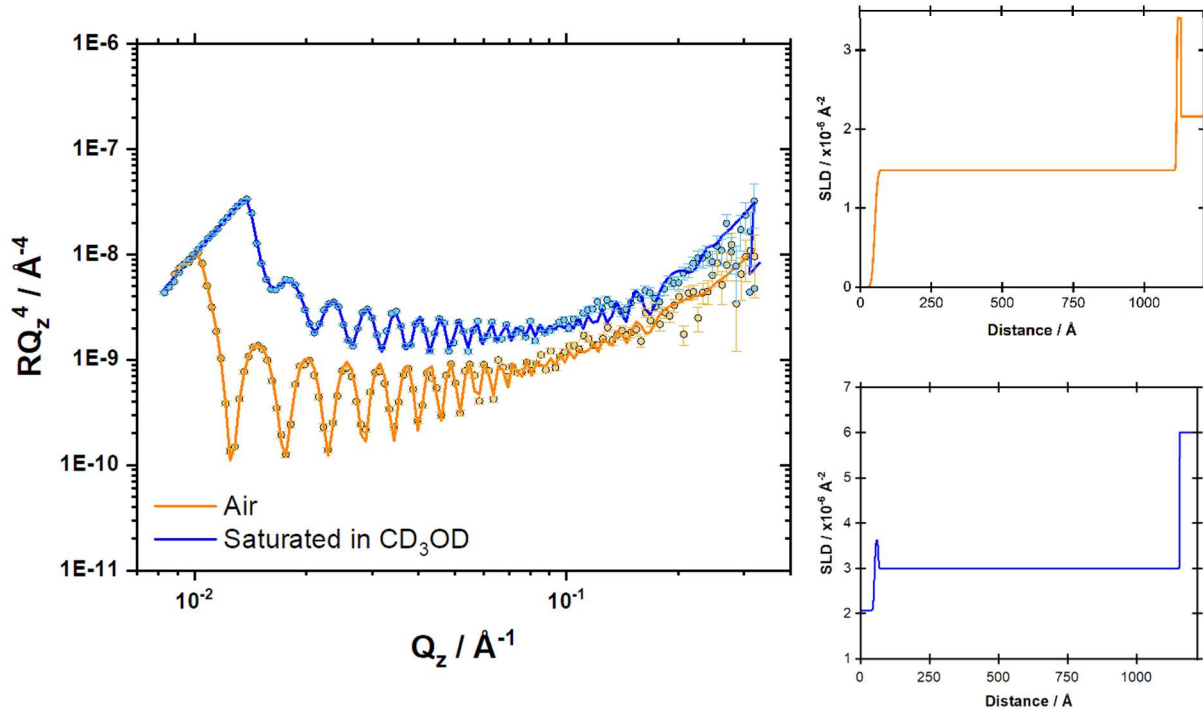 1E-6
1E-7
1E-8
1E-9
1E-10
1E-11
RQz^4 / Å^-4
10^-2
10^-1
Qz / Å^-1
Air
Saturated in CD3OD
3
2
1
0
SLD / x10^-6 Å^-2
0
250
500
750
1000
Distance / Å
7
6
5
4
3
2
1
SLD / x10^-6 Å^-2
0
250
500
750
1000
Distance / Å